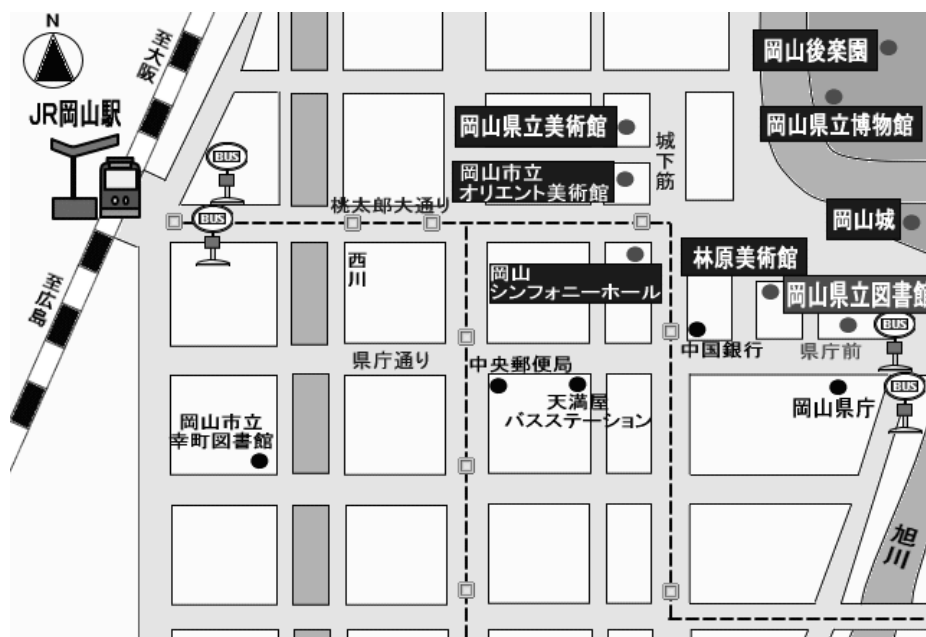 N
至大阪
JR岡山駅
BUS
BUS
至広島
桃太郎大通り
西川
県庁通り
岡山県立美術館
岡山市立
オリエント美術館
城下筋
岡山後楽園
岡山県立博物館
岡山城
林原美術館
岡山県立図書館
岡山
シンフォニーホール
中央郵便局
天満屋
バスステーション
中国銀行
県庁前
BUS
BUS
岡山県庁
岡山市立
幸町図書館
旭川